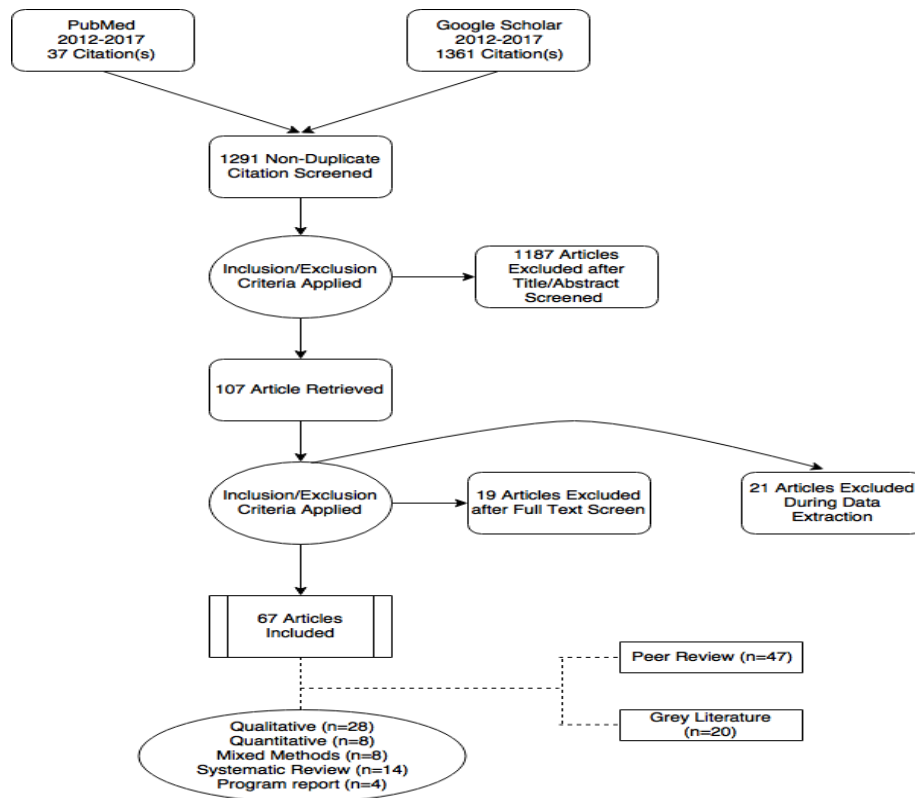 PubMed
2012-2017
37 Citation(s)
Google Scholar
2012-2017
1361 Citation(s)
1291 Non-Duplicate
Citation Screened
Inclusion/Exclusion
Criteria Applied
1187 Articles
Excluded after
Title/Abstract
Screened
107 Article Retrieved
Inclusion/Exclusion
Criteria Applied
19 Articles Excluded
after Full Text Screen
21 Articles Excluded
During Data
Extraction
67 Articles
Included
Peer Review (n=47)
Grey Literature
(n=20)
Qualitative (n=28)
Quantitative (n=8)
Mixed Methods (n=8)
Systematic Review (n=14)
Program report (n=4)